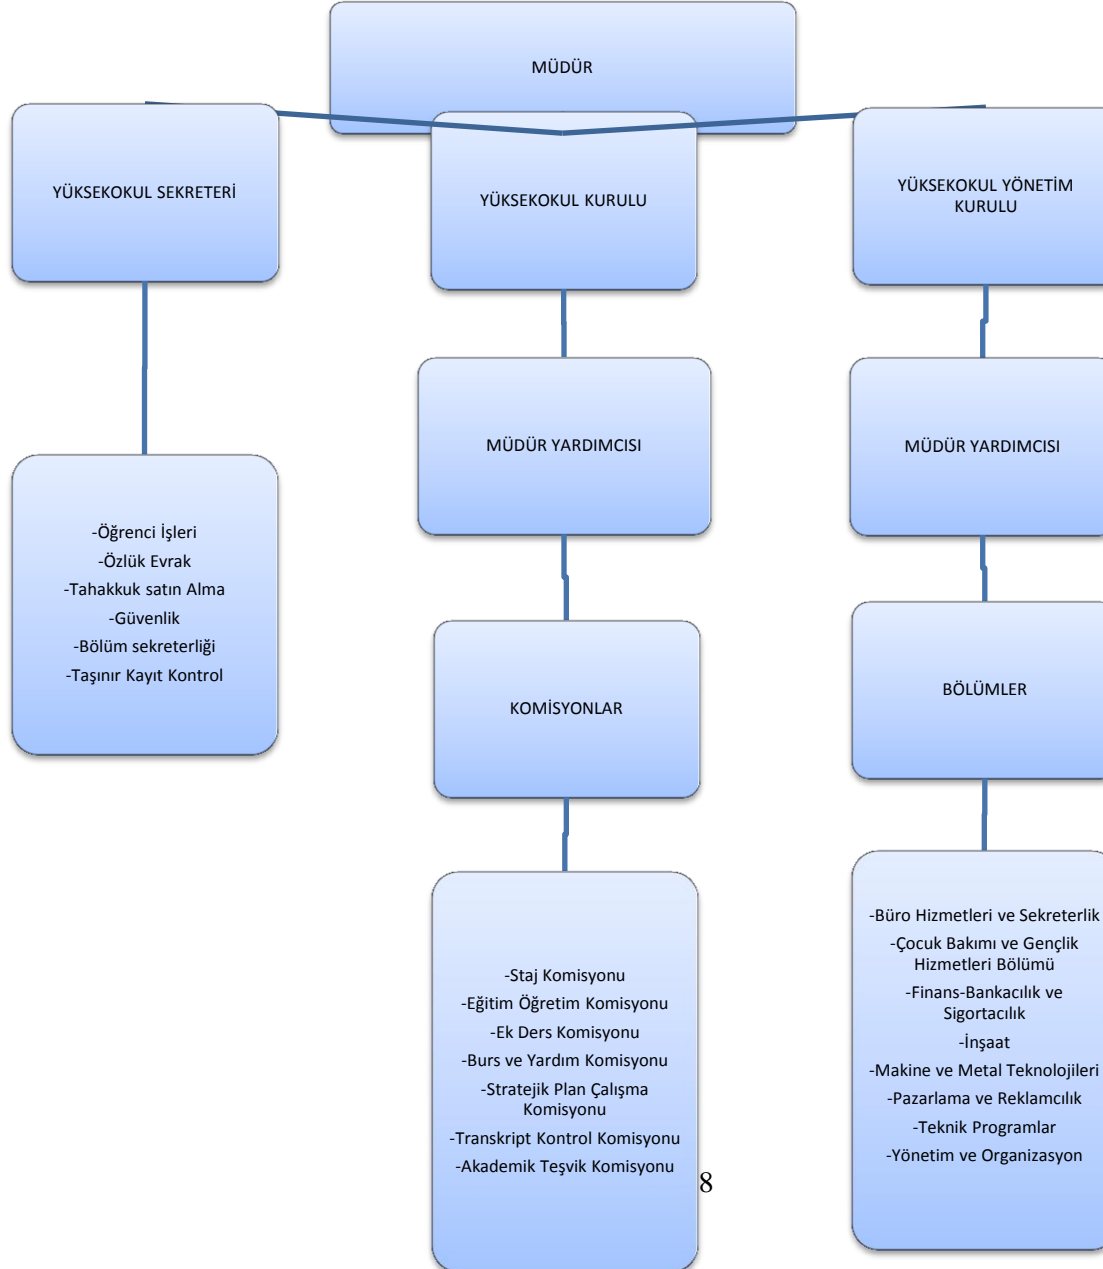 MÜDÜR
YÜKSEKOKUL SEKRETERİ
YÜKSEKOKUL KURULU
YÜKSEKOKUL YÖNETİM
KURULU
MÜDÜR YARDIMCISI
MÜDÜR YARDIMCISI
-Öğrenci İşleri
-Özlük Evrak
-Tahakkuk satın Alma
-Güvenlik
-Bölüm sekreterliği
-Taşınır Kayıt Kontrol
KOMİSYONLAR
BÖLÜMLER
-Staj Komisyonu
-Eğitim Öğretim Komisyonu
-Ek Ders Komisyonu
-Burs ve Yardım Komisyonu
-Stratejik Plan Çalışma
Komisyonu
-Transkript Kontrol Komisyonu
-Akademik Teşvik Komisyonu
-Büro Hizmetleri ve Sekreterlik
-Çocuk Bakımı ve Gençlik
Hizmetleri Bölümü
-Finans-Bankacılık ve
Sigortacılık
-İnşaat
-Makine ve Metal Teknolojileri
-Pazarlama ve Reklamcılık
-Teknik Programlar
-Yönetim ve Organizasyon
8